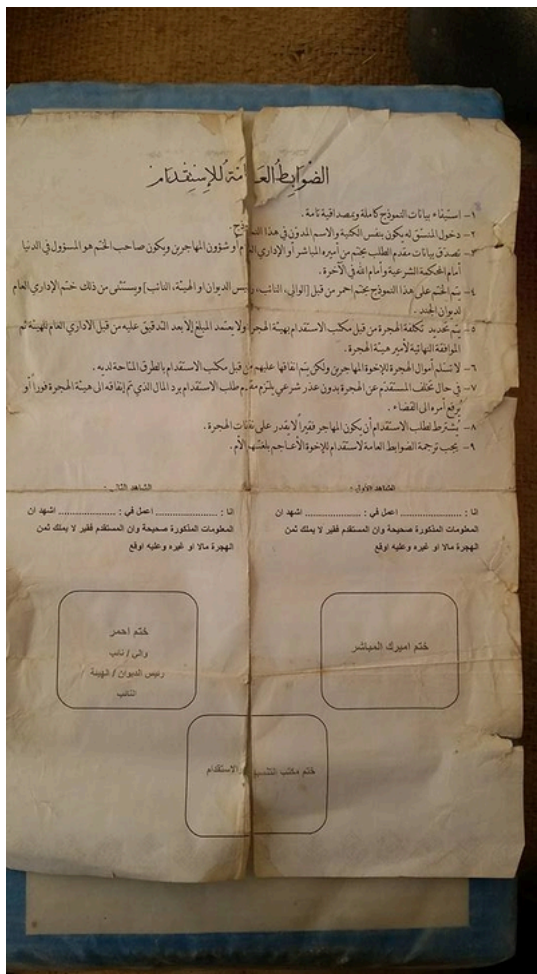 الضوابط العامة للإستقدام
١- استيفاء بيانات النموذج كاملة وبمصداقية تامة .
٢- دخول المنسق له يكون بنفس الكنية والاسم المدون في هذا النموذج.
٣- تصدق بيانات مقدم الطلب بختم من أميره المباشر أو الإداري العام أو شؤون المهاجرين ويكون صاحب الختم هو المسؤول في الدنيا
أمام المحكمة الشرعية وأمام الله في الآخرة .
٤- يتم الختم على هذا النموذج بختم احمر من قبل [الوالي، النائب، رئيس الديوان او الهيئة، النائب] ويستثنى من ذلك ختم الإداري العام
لديوان الجند .
٥- يتم تحديد تكلفة الهجرة من قبل مكتب الاستقدام بهيئة الهجرة ولا يعتمد المبلغ إلا بعد التدقيق عليه من قبل الاداري العام للهيئة ثم
الموافقة النهائية لأمير هيئة الهجرة .
٦- لا تسلم أموال الهجرة للإخوة المهاجرين ولكن يتم انفاقها عليهم من قبل مكتب الاستقدام بالطرق المتاحة لديه .
٧- في حال تخلف المستقدم عن الهجرة بدون عذر شرعي يلتزم مقدم طلب الاستقدام برد المال الذي تم إنفاقه الى هيئة الهجرة فوراً أو
يرفع أمره الى القضاء .
٨- يشترط لطلب الاستقدام أن يكون المهاجر فقيراً لا يقدر على نفقات الهجرة .
٩- يجب ترجمة الضوابط العامة للاستقدام للإخوة الأعاجم بلغتهم الأم .
الشاهد الأول :
الشاهد الثاني :
انا : .................... اعمل في : .................. اشهد ان
المعلومات المذكورة صحيحة وان المستقدم فقير لا يملك ثمن
الهجرة مالا او غيره وعليه اوقع
انا : .................... اعمل في : .................. اشهد ان
المعلومات المذكورة صحيحة وان المستقدم فقير لا يملك ثمن
الهجرة مالا او غيره وعليه اوقع
ختم اميرك المباشر
ختم احمر
والي / نائب
رئيس الديوان / الهيئة
النائب
ختم مكتب التنسيق والاستقدام